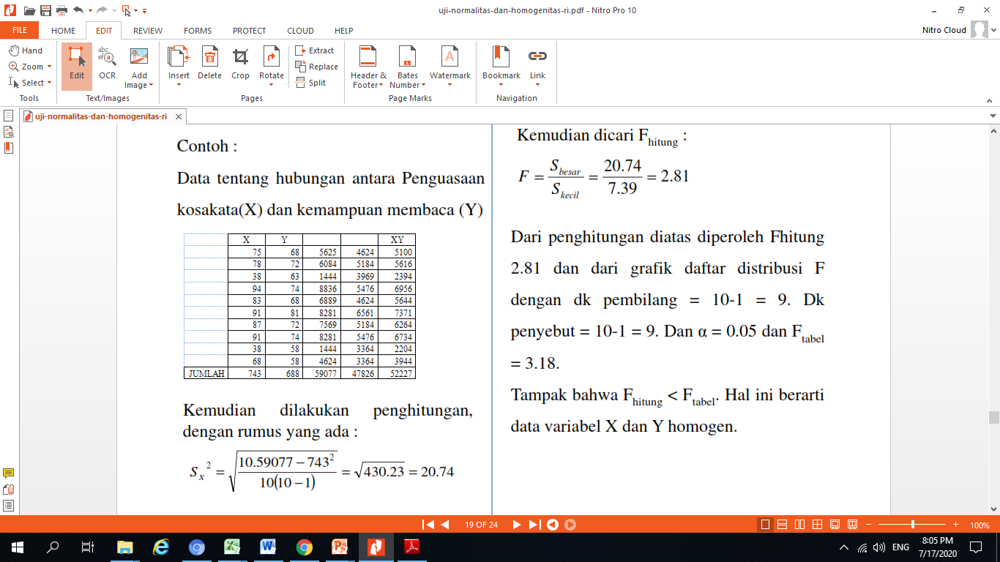 uji-normalitas-dan-homogenitas-ri.pdf - Nitro Pro 10
FILE HOME EDIT REVIEW FORMS PROTECT CLOUD HELP
Nitro Cloud
Hand
Zoom
Select
Tools
Edit
abc
OCR
Add Image
Text/Images
Insert
Delete
Crop
Rotate
Extract
Replace
Split
Pages
Header & Footer
Bates Number
Watermark
Page Marks
Bookmark
Link
Navigation
uji-normalitas-dan-homogenitas-ri
Contoh :
Data tentang hubungan antara Penguasaan
kosakata(X) dan kemampuan membaca (Y)
X Y XY
75 68 5625 4624 5100
78 72 6084 5184 5616
38 63 1444 3969 2394
94 74 8836 5476 6956
83 68 6889 4624 5644
91 81 8281 6561 7371
87 72 7569 5184 6264
91 74 8281 5476 6734
38 58 1444 3364 2204
68 58 4624 3364 3944
JUMLAH 743 688 59077 47826 52227
Kemudian dilakukan penghitungan,
dengan rumus yang ada :
S_X² = √((10.59077 − 743²) / (10(10 − 1))) = √430.23 = 20.74
Kemudian dicari F_hitung :
F = S_besar / S_kecil = 20.74 / 7.39 = 2.81
Dari penghitungan diatas diperoleh Fhitung
2.81 dan dari grafik daftar distribusi F
dengan dk pembilang = 10-1 = 9. Dk
penyebut = 10-1 = 9. Dan α = 0.05 dan F_tabel
= 3.18.
Tampak bahwa F_hitung < F_tabel. Hal ini berarti
data variabel X dan Y homogen.
19 OF 24
100%
ENG
8:05 PM
7/17/2020